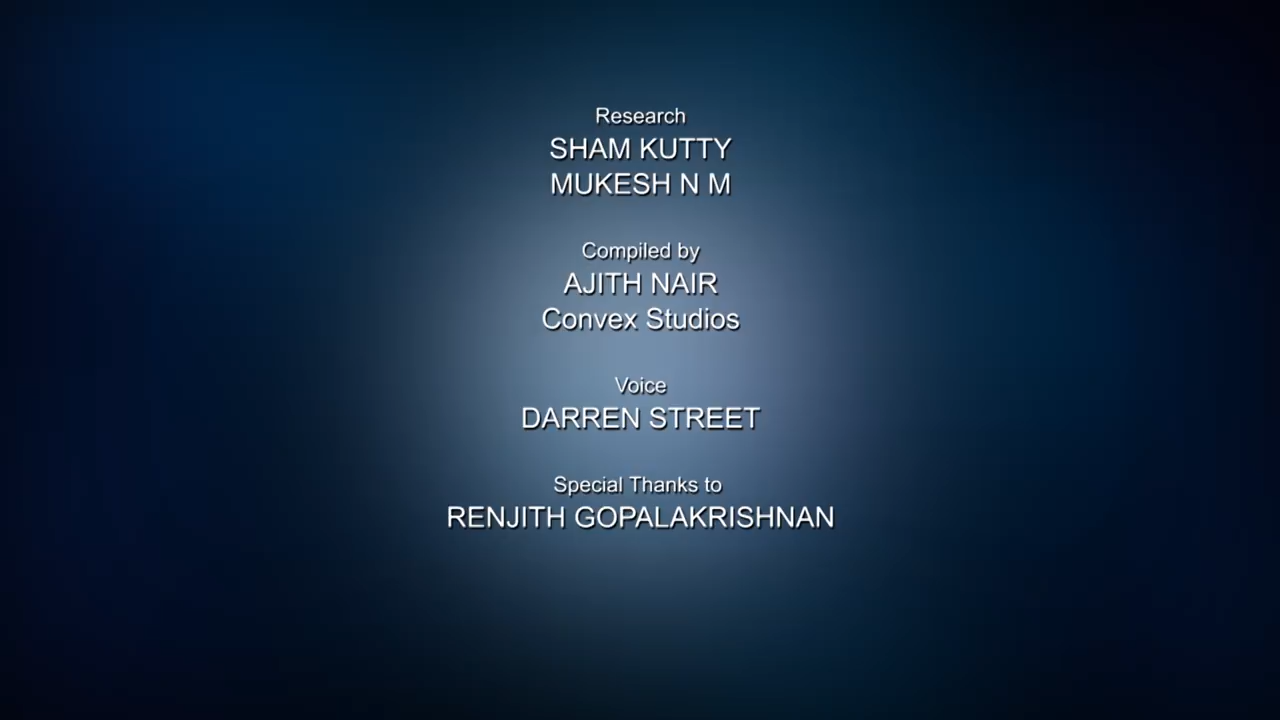 Research
SHAM KUTTY
MUKESH N M
Compiled by
AJITH NAIR
Convex Studios
Voice
DARREN STREET
Special Thanks to
RENJITH GOPALAKRISHNAN